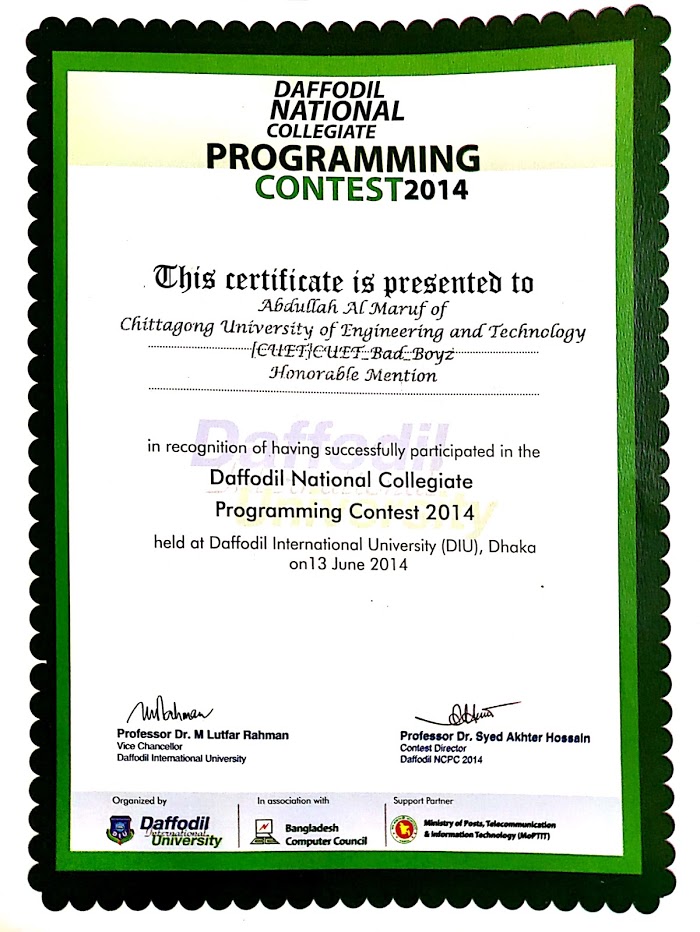 DAFFODIL
NATIONAL
COLLEGIATE
PROGRAMMING
CONTEST2014
This certificate is presented to
Abdullah Al Maruf of
Chittagong University of Engineering and Technology
[CUET]CUET_Bad_Boyz
Honorable Mention
Daffodil
International
University
in recognition of having successfully participated in the
Daffodil National Collegiate
Programming Contest 2014
held at Daffodil International University (DIU), Dhaka
on13 June 2014
Professor Dr. M Lutfar Rahman
Vice Chancellor
Daffodil International University
Professor Dr. Syed Akhter Hossain
Contest Director
Daffodil NCPC 2014
Organized by
Daffodil
International
University
In association with
Bangladesh
Computer Council
Support Partner
Ministry of Posts, Telecommunication
& Information Technology (MoPTIT)